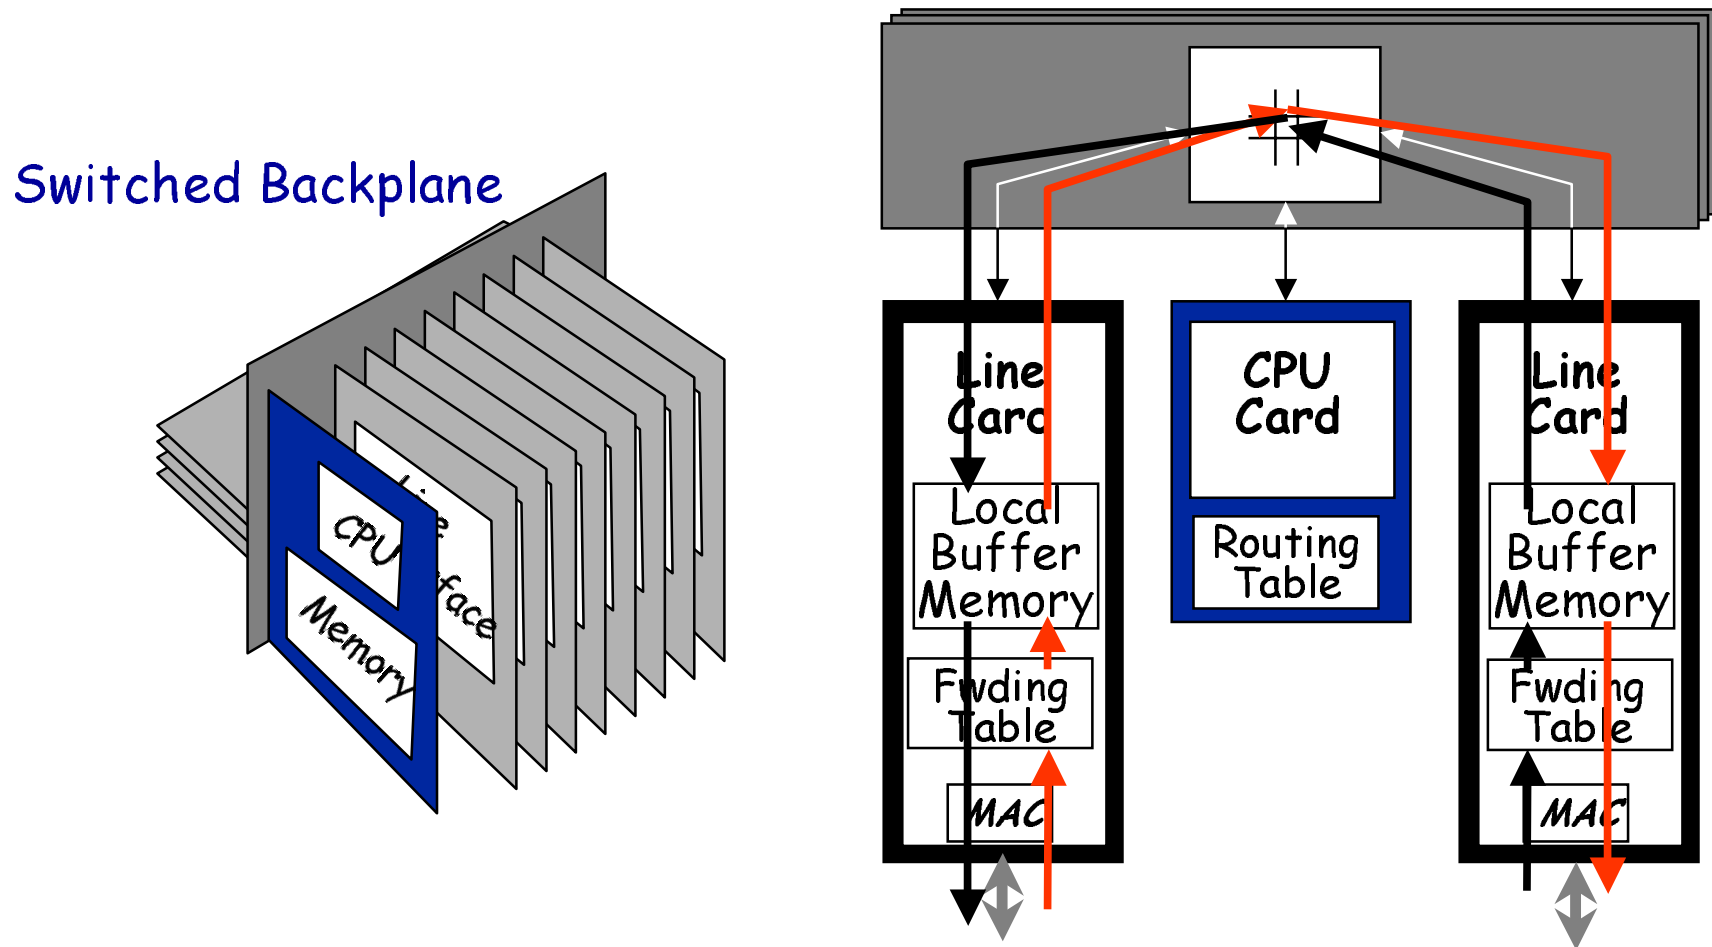 Switched Backplane
CPU
Memory
Line
Card
Local
Buffer
Memory
Fwding
Table
MAC
CPU
Card
Routing
Table
Line
Card
Local
Buffer
Memory
Fwding
Table
MAC